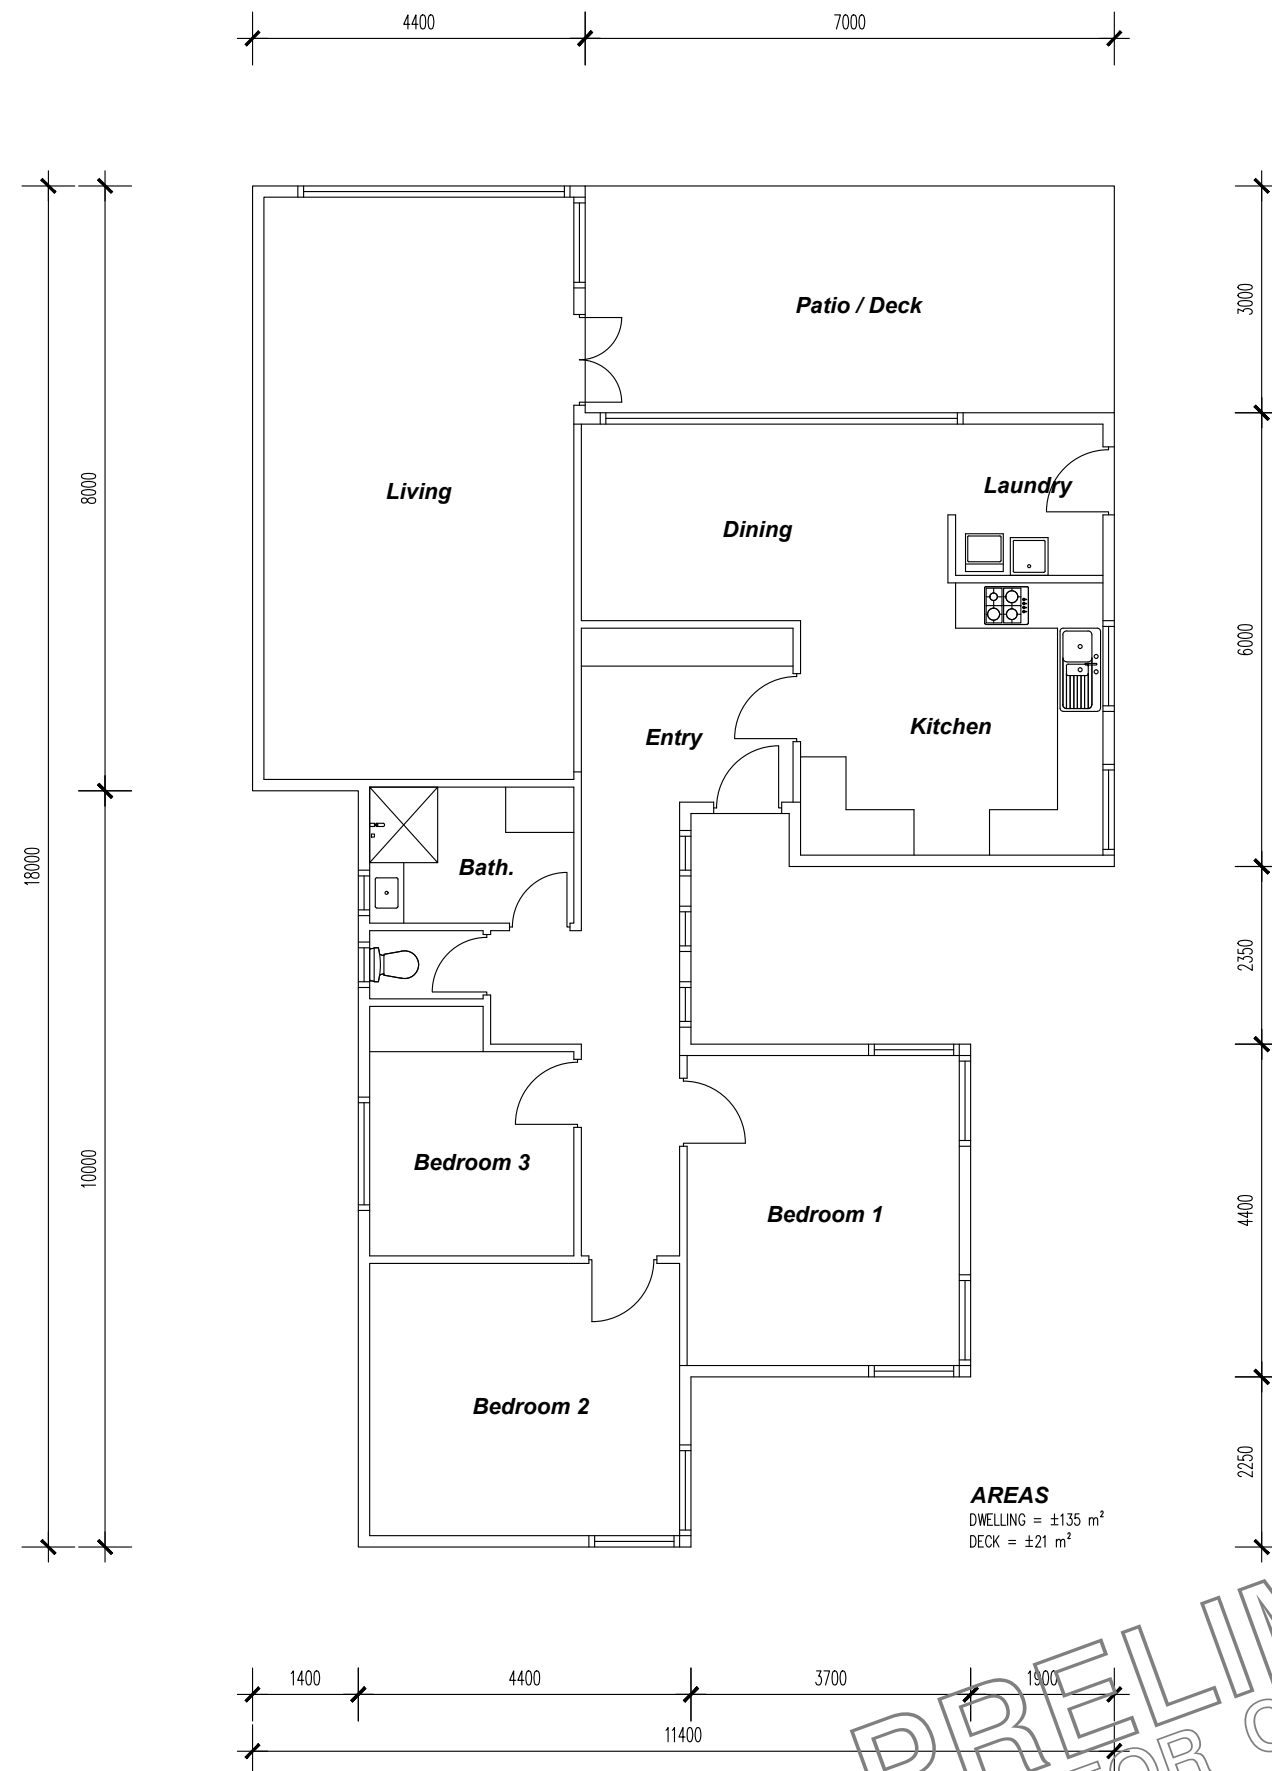 4400
7000
Patio / Deck
3000
Living
Laundry
8000
Dining
6000
Entry
Kitchen
18000
Bath.
2350
Bedroom 3
10000
Bedroom 1
4400
Bedroom 2
2250
AREAS
DWELLING = ±135 m²
DECK = ±21 m²
1400
4400
3700
1900
11400